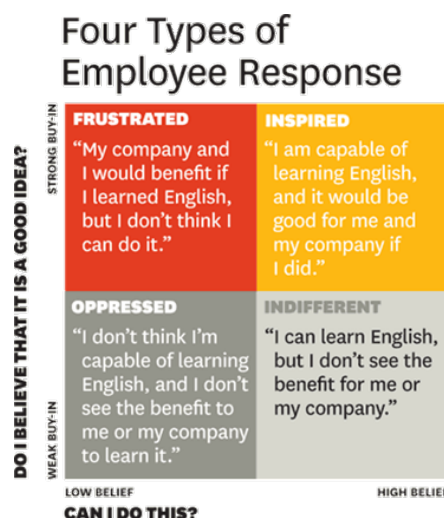 Four Types of
Employee Response
DO I BELIEVE THAT IT IS A GOOD IDEA?
STRONG BUY-IN
WEAK BUY-IN
FRUSTRATED
“My company and
I would benefit if
I learned English,
but I don’t think I
can do it.”
INSPIRED
“I am capable of
learning English,
and it would be
good for me and
my company if
I did.”
OPPRESSED
“I don’t think I’m
capable of learning
English, and I don’t
see the benefit to
me or my company
to learn it.”
INDIFFERENT
“I can learn English,
but I don’t see the
benefit for me or
my company.”
LOW BELIEF
HIGH BELIEF
CAN I DO THIS?